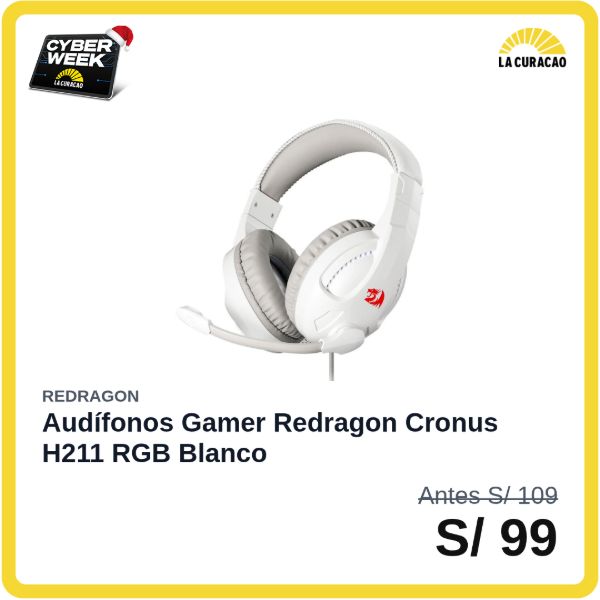 CYBER
WEEK
LA CURACAO
LA CURACAO
REDRAGON
Audífonos Gamer Redragon Cronus
H211 RGB Blanco
Antes S/ 109
S/ 99